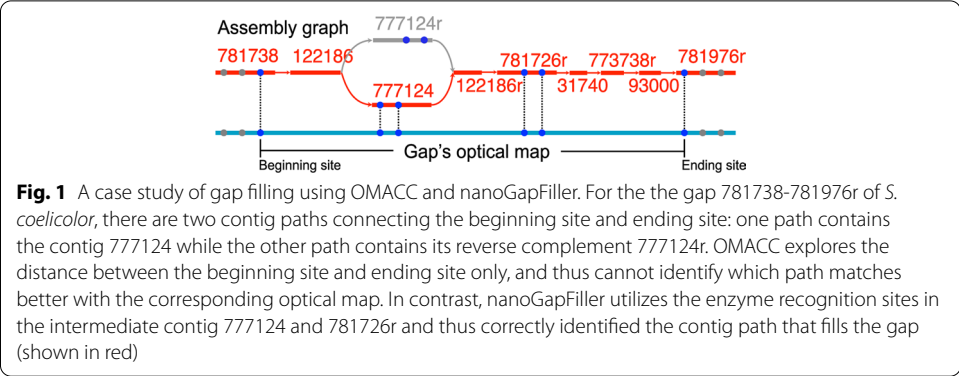 777124r
Assembly graph
781738 122186 781726r 773738r 781976r
777124 122186r 31740 93000
Beginning site Gap's optical map Ending site
Fig. 1 A case study of gap filling using OMACC and nanoGapFiller. For the the gap 781738-781976r of S.
coelicolor, there are two contig paths connecting the beginning site and ending site: one path contains
the contig 777124 while the other path contains its reverse complement 777124r. OMACC explores the
distance between the beginning site and ending site only, and thus cannot identify which path matches
better with the corresponding optical map. In contrast, nanoGapFiller utilizes the enzyme recognition sites in
the intermediate contig 777124 and 781726r and thus correctly identified the contig path that fills the gap
(shown in red)